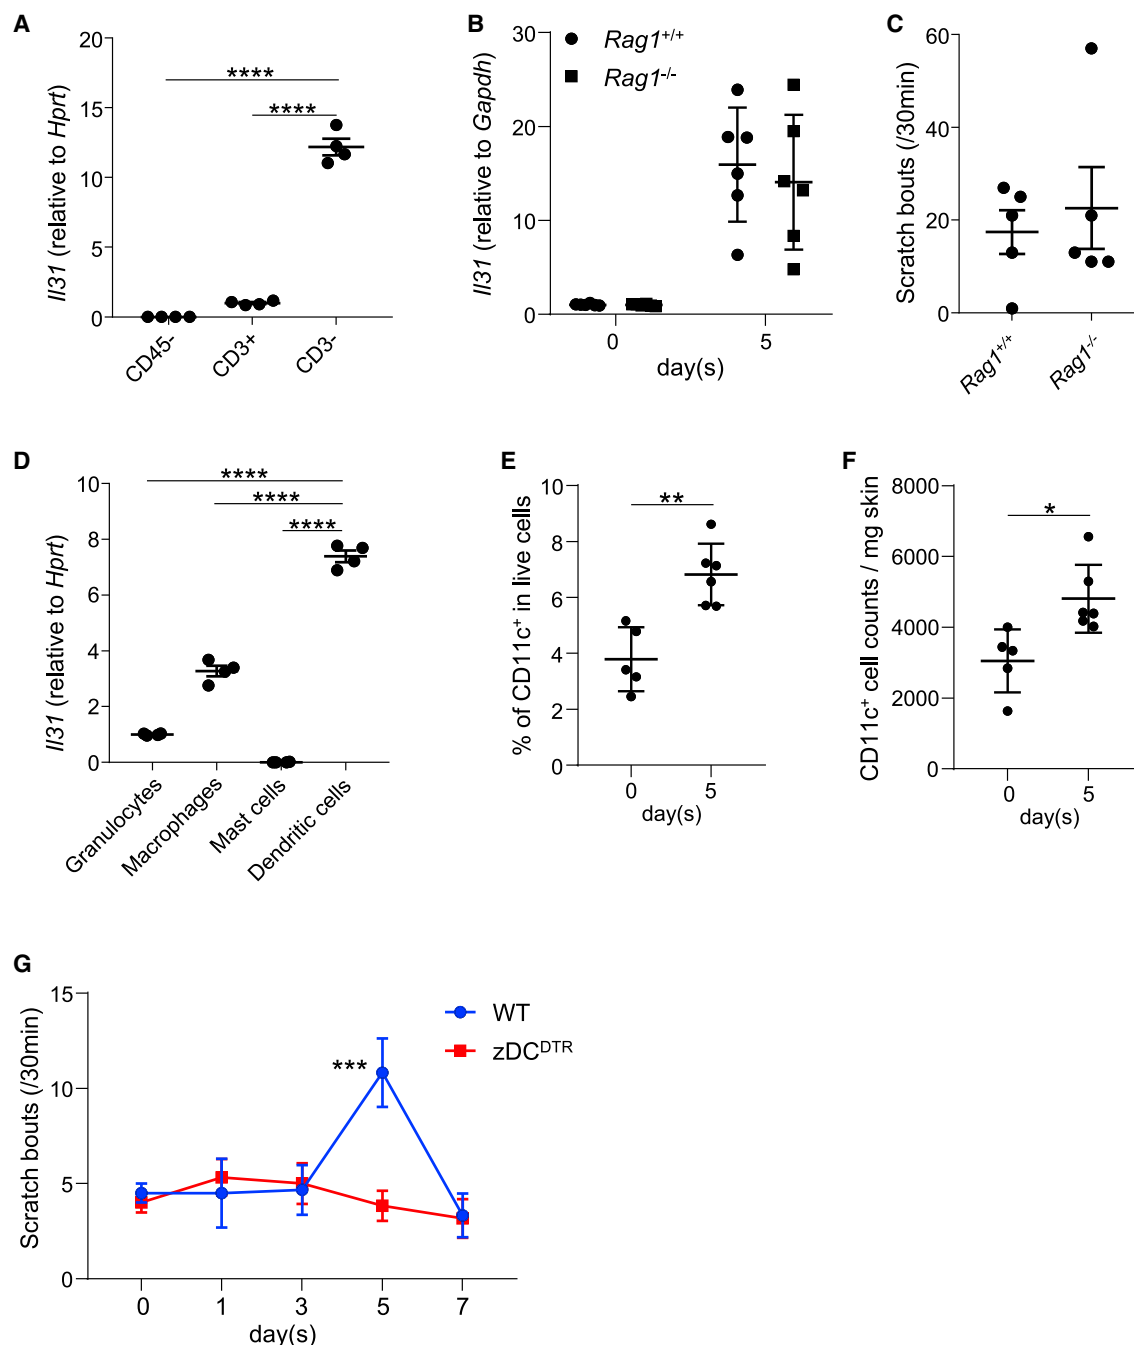 A
Il31 (relative to Hprt)
20
15
10
5
0
****
****
CD45-
CD3+
CD3-
B
Il31 (relative to Gapdh)
30
20
10
0
Rag1+/+
Rag1-/-
0
5
day(s)
C
Scratch bouts (/30min)
60
40
20
0
Rag1+/+
Rag1-/-
D
Il31 (relative to Hprt)
10
8
6
4
2
0
****
****
****
Granulocytes
Macrophages
Mast cells
Dendritic cells
E
% of CD11c+ in live cells
10
8
6
4
2
0
**
0
5
day(s)
F
CD11c+ cell counts / mg skin
8000
6000
4000
2000
0
*
0
5
day(s)
G
Scratch bouts (/30min)
15
10
5
0
***
WT
zDCDTR
0
1
3
5
7
day(s)